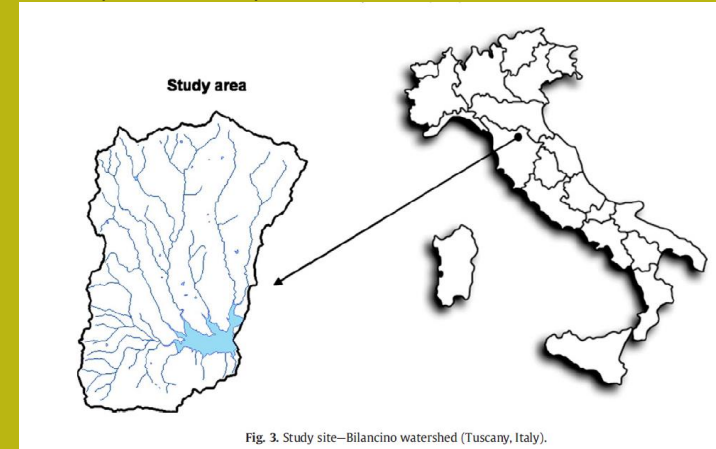 Study area
Fig. 3. Study site—Bilancino watershed (Tuscany, Italy).